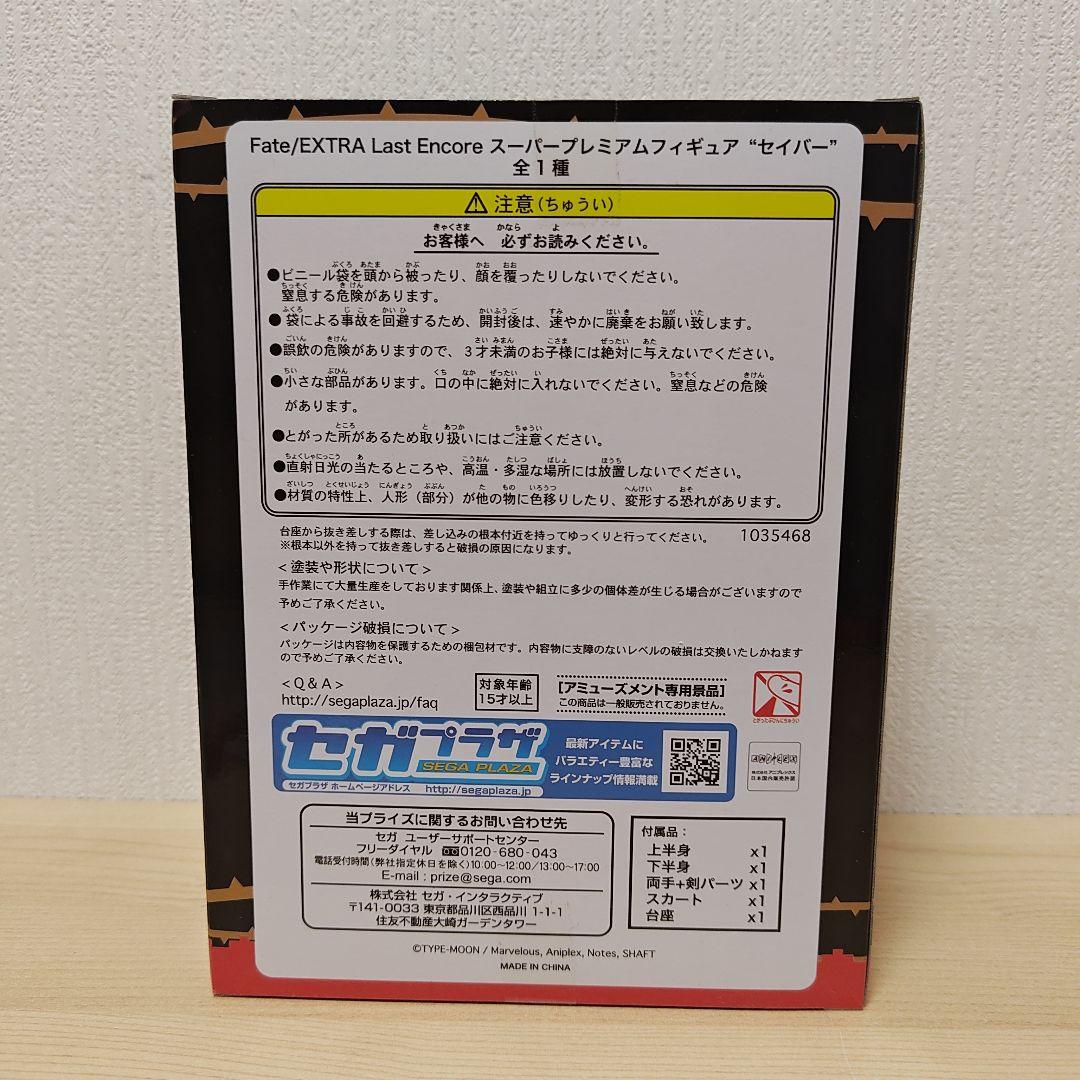 Fate/EXTRA Last Encore スーパープレミアムフィギュア “セイバー”
全1種
⚠ 注意(ちゅうい)
お客様へ 必ずお読みください。
●ビニール袋を頭から被ったり、顔を覆ったりしないでください。
窒息する危険があります。
●袋による事故を回避するため、開封後は、速やかに廃棄をお願い致します。
●誤飲の危険がありますので、3才未満のお子様には絶対に与えないでください。
●小さな部品があります。口の中に絶対に入れないでください。窒息などの危険
があります。
●とがった所があるため取り扱いにはご注意ください。
●直射日光の当たるところや、高温・多湿な場所には放置しないでください。
●材質の特性上、人形(部分)が他の物に色移りしたり、変形する恐れがあります。
台座から抜き差しする際は、差し込みの根本付近を持ってゆっくりと行ってください。 1035468
※根本以外を持って抜き差しすると破損の原因になります。
<塗装や形状について>
手作業にて大量生産をしております関係上、塗装や組立に多少の個体差が生じる場合がございますので
予めご了承ください。
<パッケージ破損について>
パッケージは内容物を保護するための梱包材です。内容物に支障のないレベルの破損は交換いたしかねます
ので予めご了承ください。
<Q&A>
http://segaplaza.jp/faq
対象年齢
15才以上
[アミューズメント専用景品]
この商品は一般販売されておりません。
とがったぶひんにちゅうい
セガプラザ
SEGA PLAZA
セガプラザ ホームページアドレス http://segaplaza.jp
最新アイテムに
バラエティー豊富な
ラインナップ情報満載
ANIPLEX
株式会社アニプレックス
日本国内販売許諾
当プライズに関するお問い合わせ先
セガ ユーザーサポートセンター
フリーダイヤル 0120-680-043
電話受付時間(弊社指定休日を除く)10:00~12:00/13:00~17:00
E-mail : prize@sega.com
株式会社 セガ・インタラクティブ
〒141-0033 東京都品川区西品川 1-1-1
住友不動産大崎ガーデンタワー
付属品:
上半身 x1
下半身 x1
両手+剣パーツ x1
スカート x1
台座 x1
©TYPE-MOON / Marvelous, Aniplex, Notes, SHAFT
MADE IN CHINA